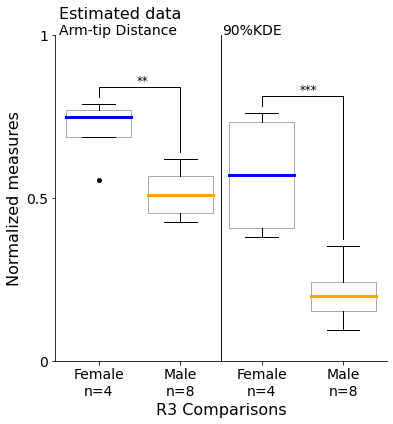 Estimated data
Arm-tip Distance
90%KDE
1
0.5
0
Normalized measures
**
***
Female
n=4
Male
n=8
Female
n=4
Male
n=8
R3 Comparisons